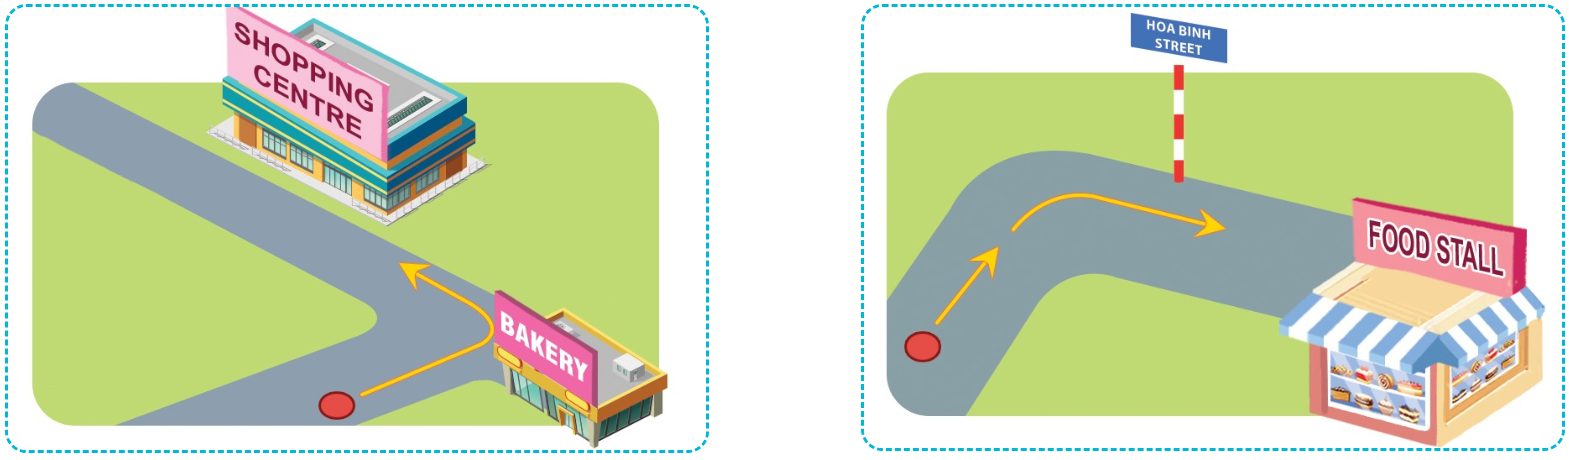 SHOPPING
CENTRE
BAKERY
HOA BINH
STREET
FOOD STALL